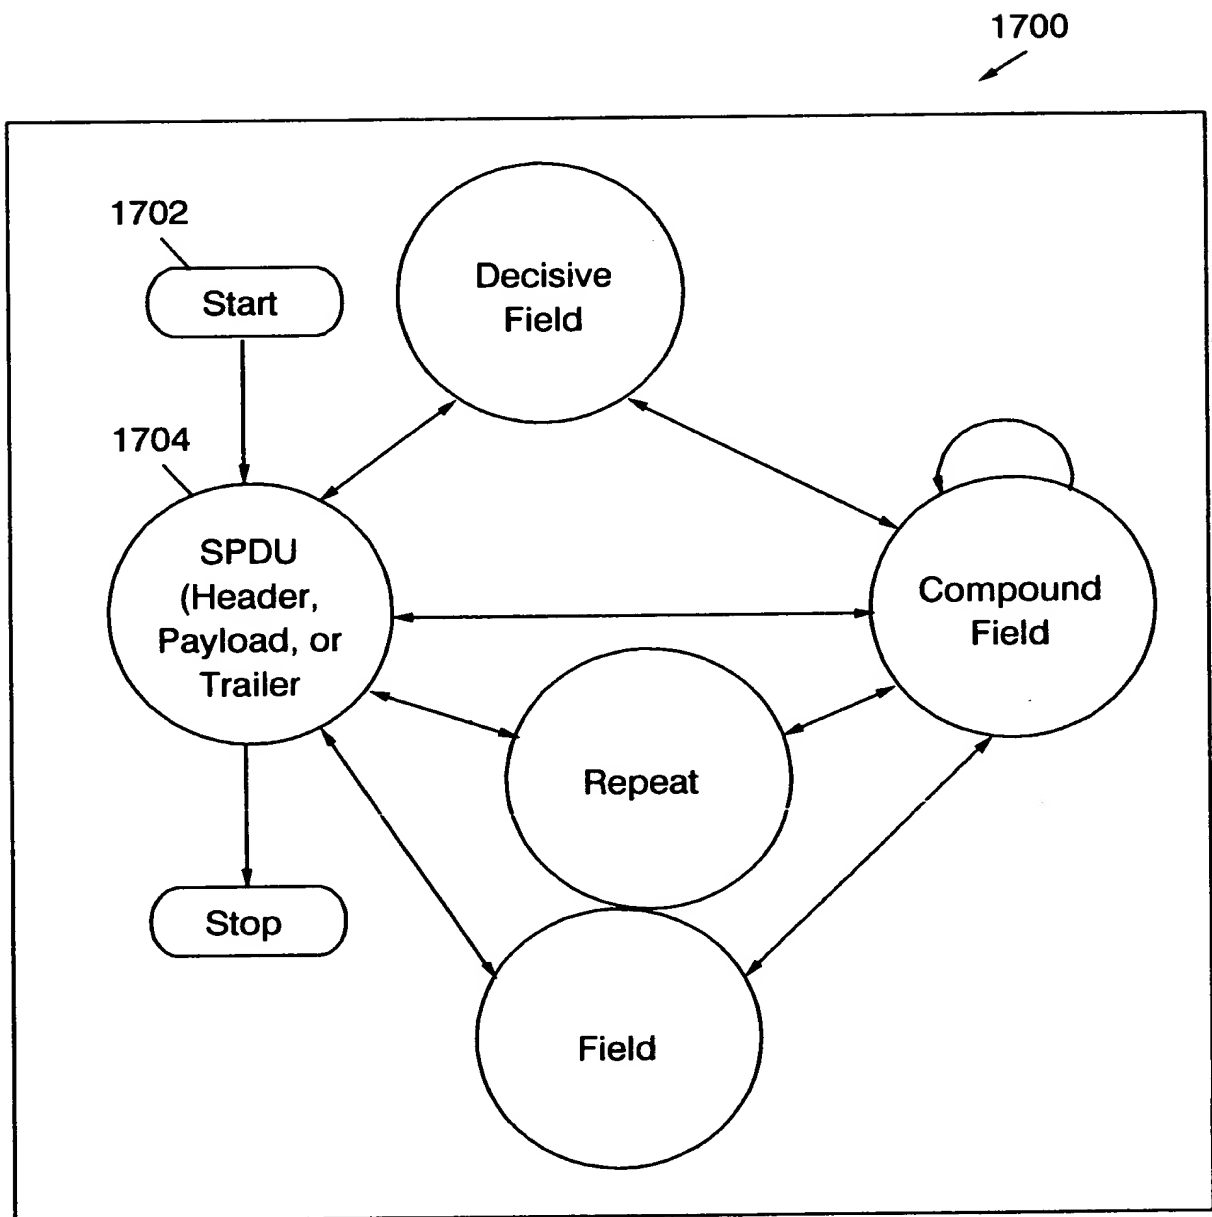 1700
1702
Start
Decisive
Field
1704
SPDU
(Header,
Payload, or
Trailer
Compound
Field
Repeat
Stop
Field